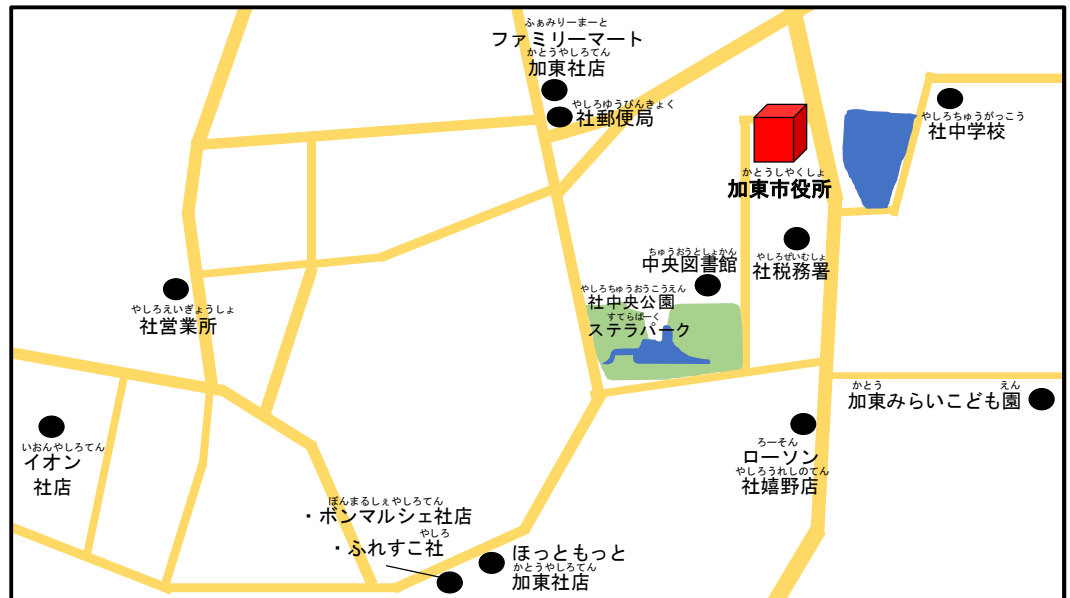 ふぁみりーまーと
ファミリーマート
かとうやしろてん
加東社店
やしろゆうびんきょく
社郵便局
やしろちゅうがっこう
社中学校
かとうしやくしょ
加東市役所
ちゅうおうとしょかん
中央図書館
やしろぜいむしょ
社税務署
やしろちゅうおうこうえん
社中央公園
すてらぱーく
ステラパーク
やしろえいぎょうしょ
社営業所
かとう えん
加東みらいこども園
いおんやしろてん
イオン
社店
ろーそん
ローソン
やしろうれしのてん
社嬉野店
ぼんまるしぇやしろてん
・ボンマルシェ社店
やしろ
・ふれすこ社
ほっともっと
かとうやしろてん
加東社店